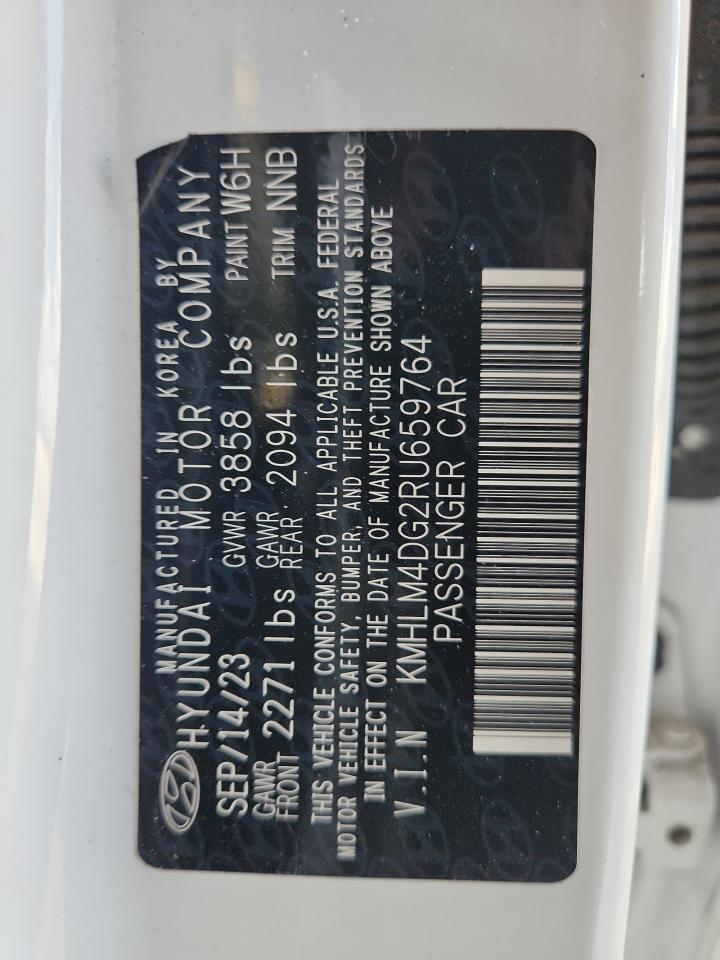 MANUFACTURED IN KOREA BY
HYUNDAI MOTOR COMPANY
SEP/14/23 GVWR 3858 lbs PAINT W6H
GAWR FRONT 2271 lbs GAWR REAR 2094 lbs TRIM NNB
THIS VEHICLE CONFORMS TO ALL APPLICABLE U.S.A. FEDERAL
MOTOR VEHICLE SAFETY, BUMPER, AND THEFT PREVENTION STANDARDS
IN EFFECT ON THE DATE OF MANUFACTURE SHOWN ABOVE
V.I.N KMHLM4DG2RU659764
PASSENGER CAR